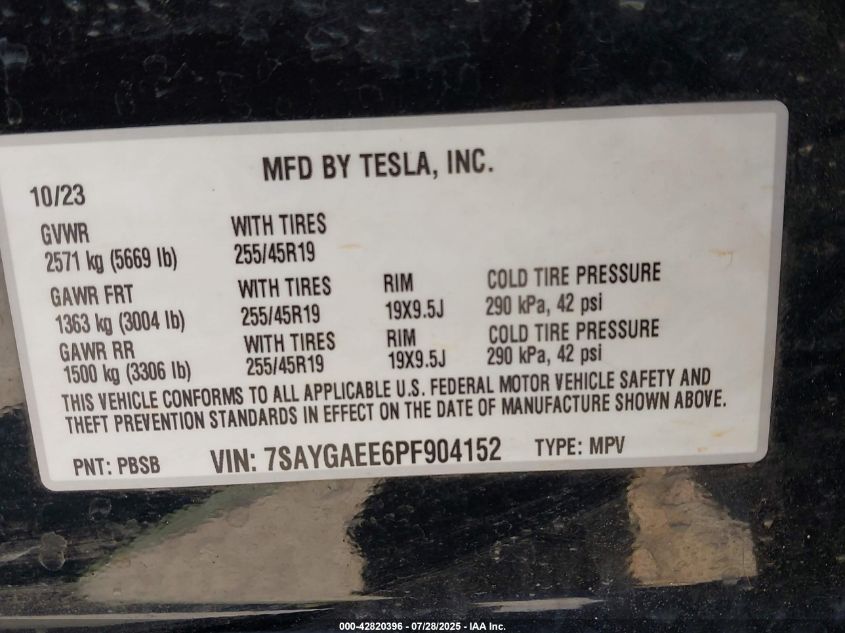 MFD BY TESLA, INC.
10/23
GVWR WITH TIRES
2571 kg (5669 lb) 255/45R19
GAWR FRT WITH TIRES RIM COLD TIRE PRESSURE
1363 kg (3004 lb) 255/45R19 19X9.5J 290 kPa, 42 psi
GAWR RR WITH TIRES RIM COLD TIRE PRESSURE
1500 kg (3306 lb) 255/45R19 19X9.5J 290 kPa, 42 psi
THIS VEHICLE CONFORMS TO ALL APPLICABLE U.S. FEDERAL MOTOR VEHICLE SAFETY AND
THEFT PREVENTION STANDARDS IN EFFECT ON THE DATE OF MANUFACTURE SHOWN ABOVE.
PNT: PBSB VIN: 7SAYGAEE6PF904152 TYPE: MPV
000-42820396 - 07/28/2025 - IAA Inc.